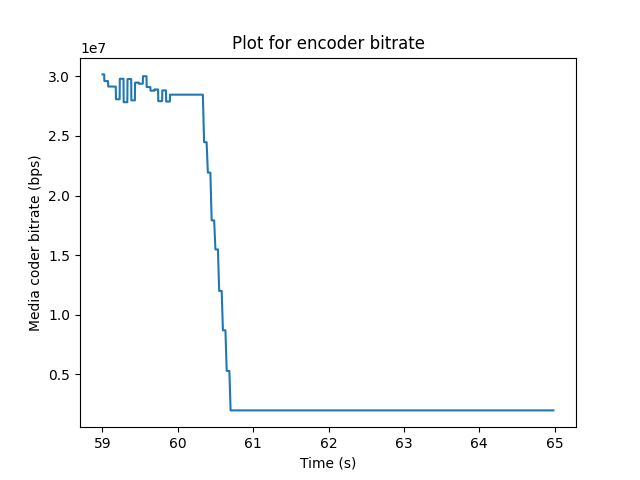 Plot for encoder bitrate
1e7
3.0
2.5
2.0
1.5
1.0
0.5
Media coder bitrate (bps)
59 60 61 62 63 64 65
Time (s)